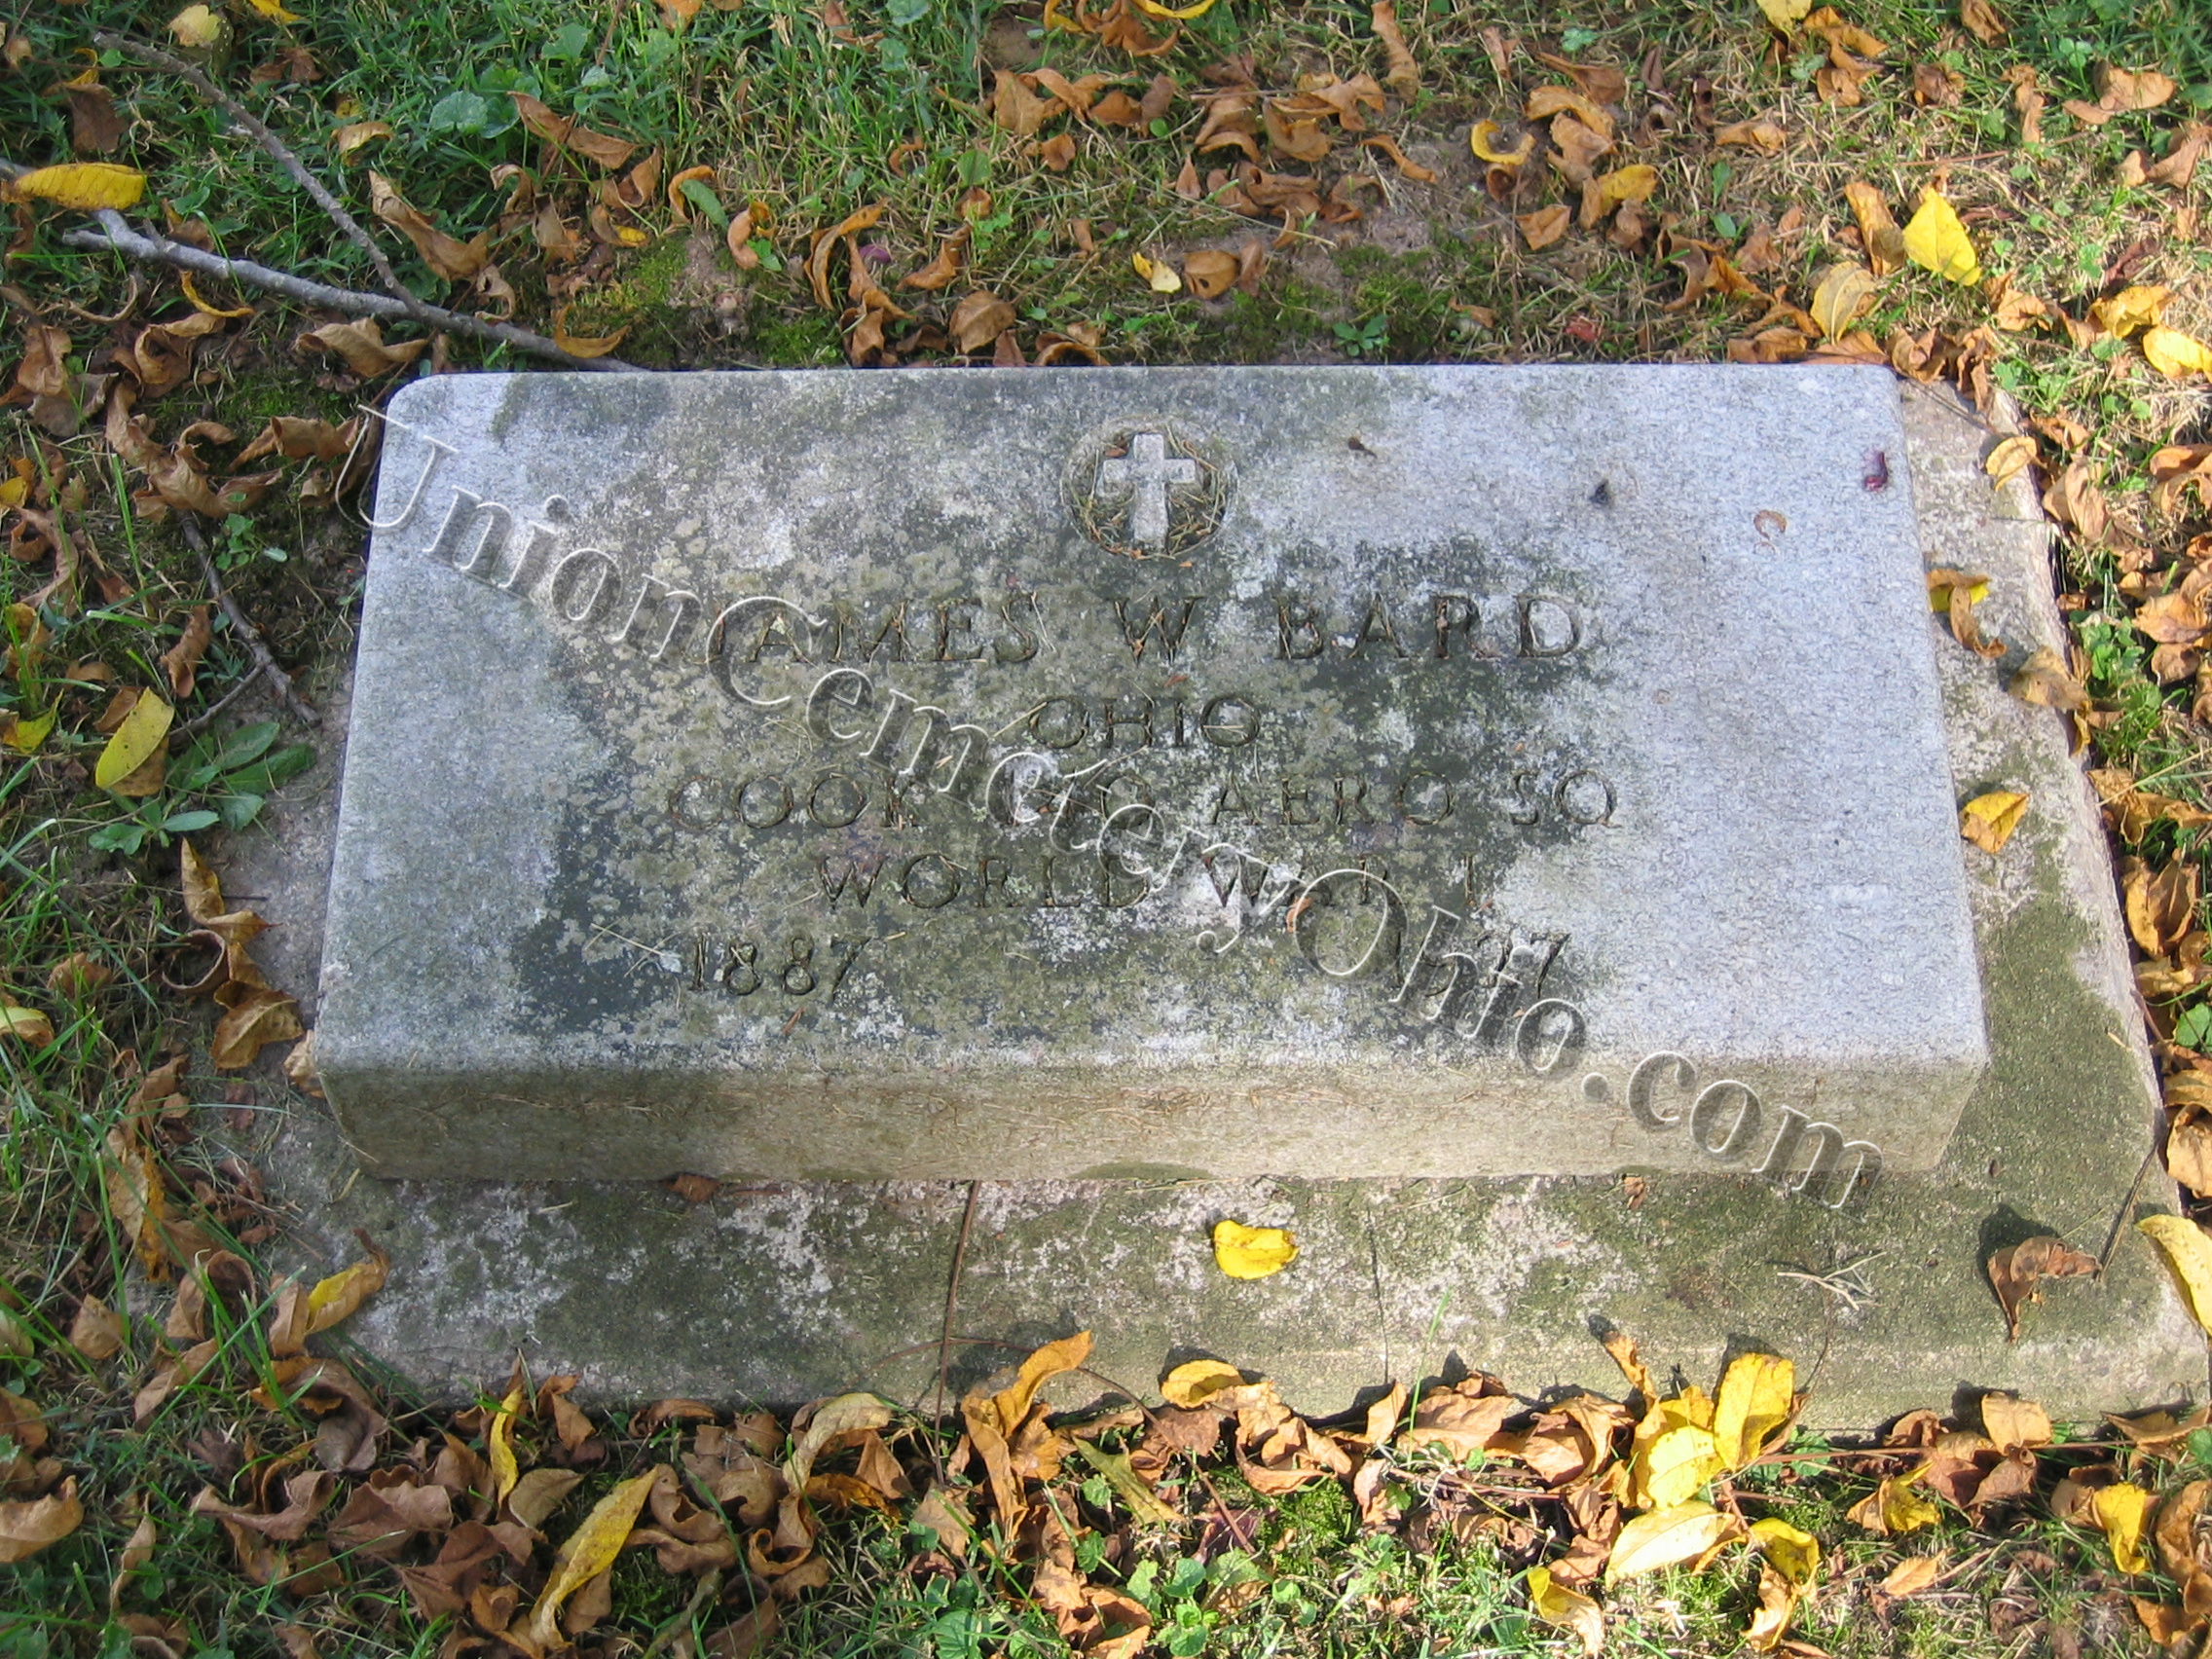 JAMES W BARD
OHIO
COOK AERO SQ
WORLD WAR I
1887
UnionCemeteryOhio.com